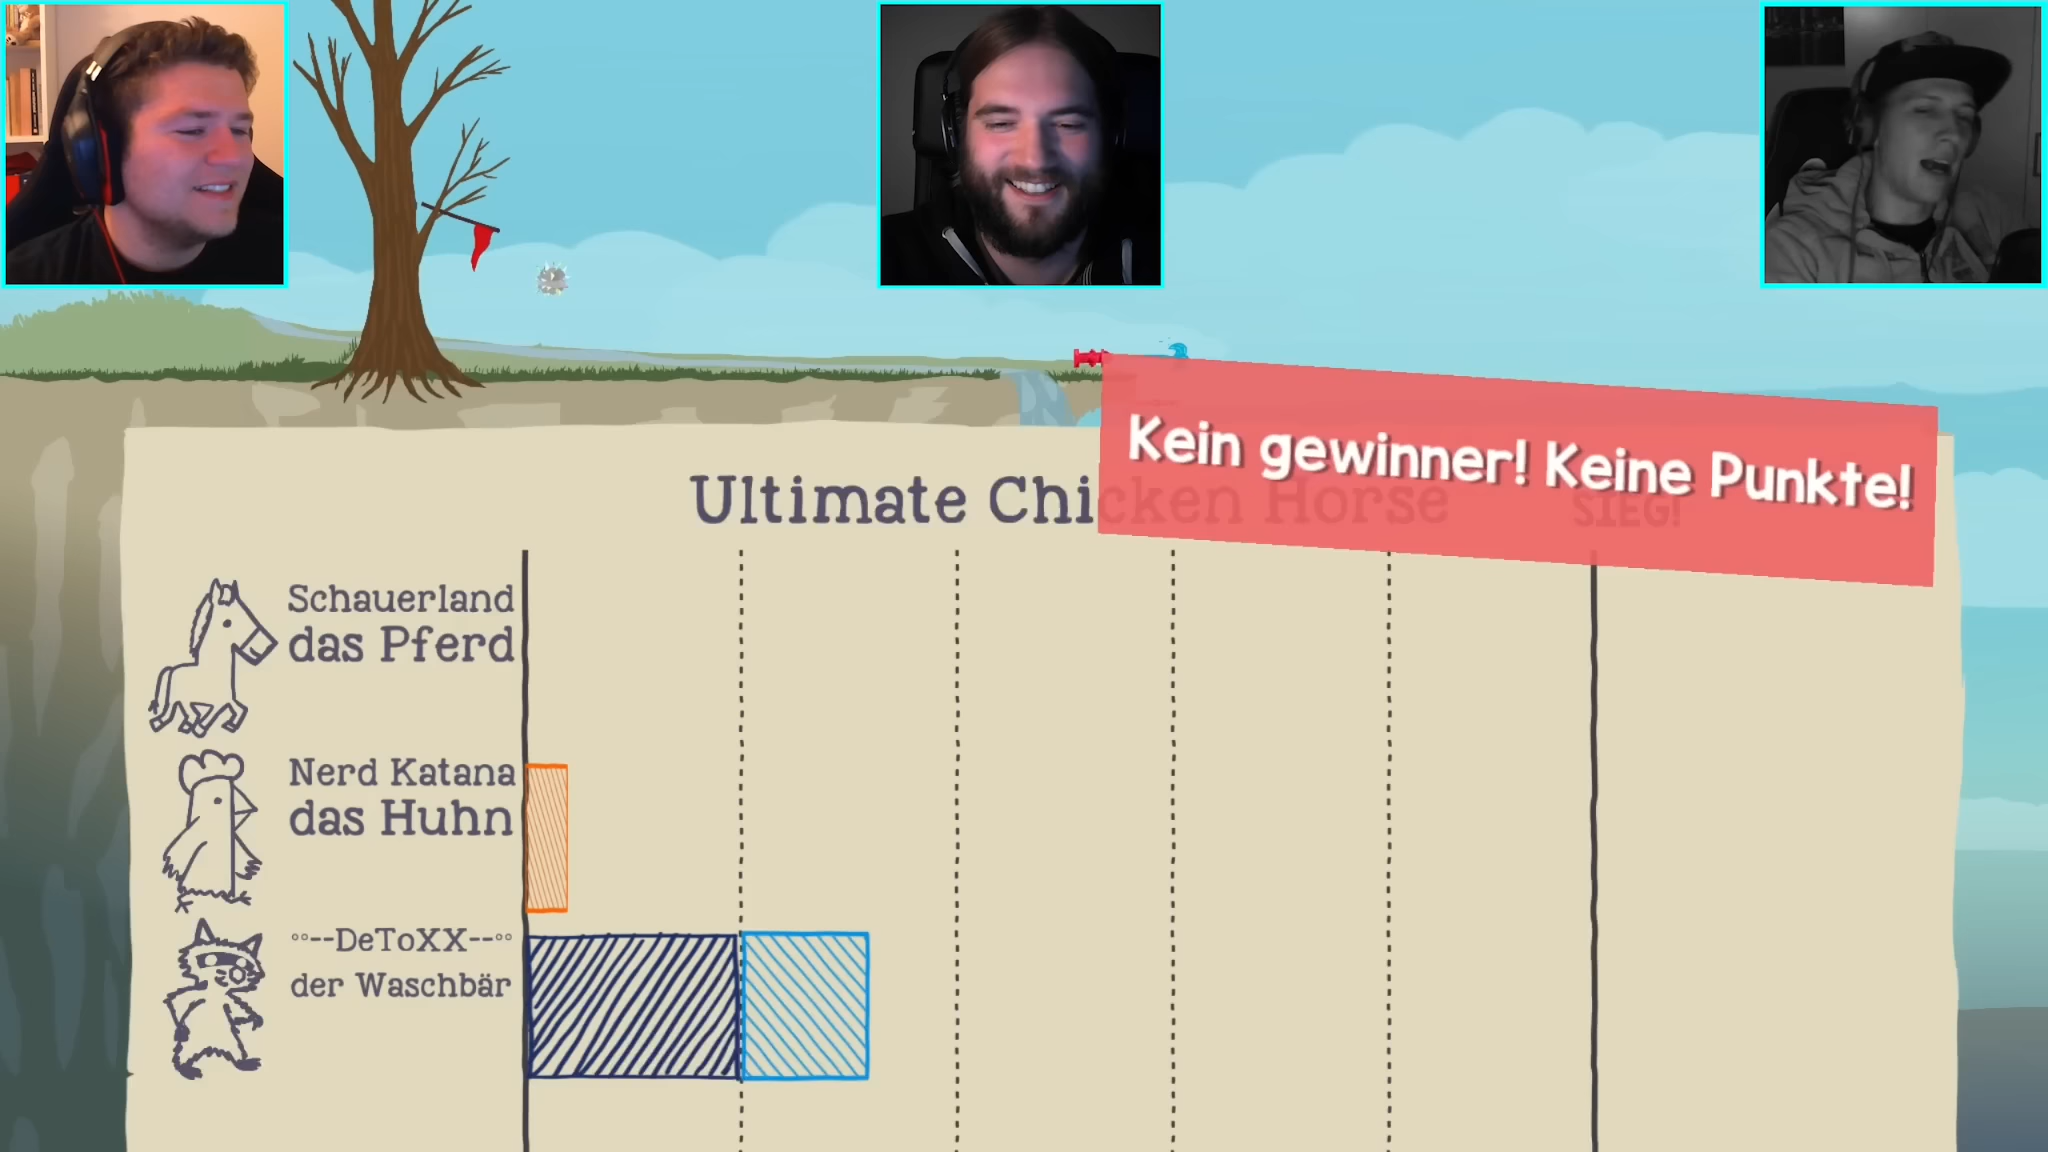 Kein gewinner! Keine Punkte!
Ultimate Chicken Horse
SIEG!
Schauerland
das Pferd
Nerd Katana
das Huhn
°°--DeToXX--°°
der Waschbär